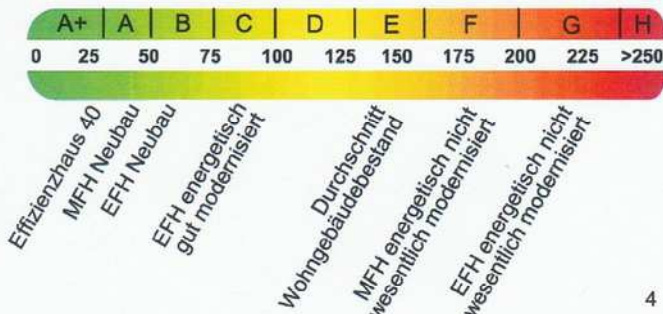 A+ A B C D E F G H
0 25 50 75 100 125 150 175 200 225 >250
Effizienzhaus 40
MFH Neubau
EFH Neubau
EFH energetisch
gut modernisiert
Durchschnitt
Wohngebäudebestand
MFH energetisch nicht
wesentlich modernisiert
EFH energetisch nicht
wesentlich modernisiert
4